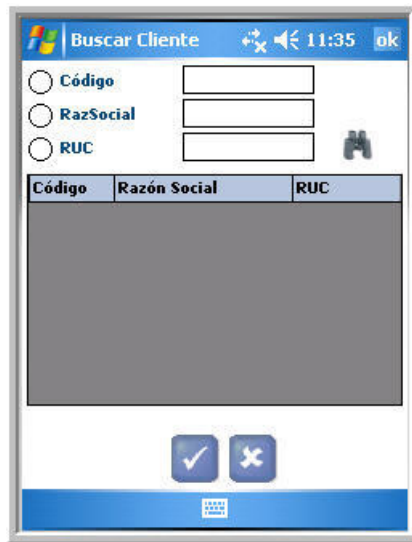 Buscar Cliente 11:35 ok
Código
RazSocial
RUC
Código Razón Social RUC